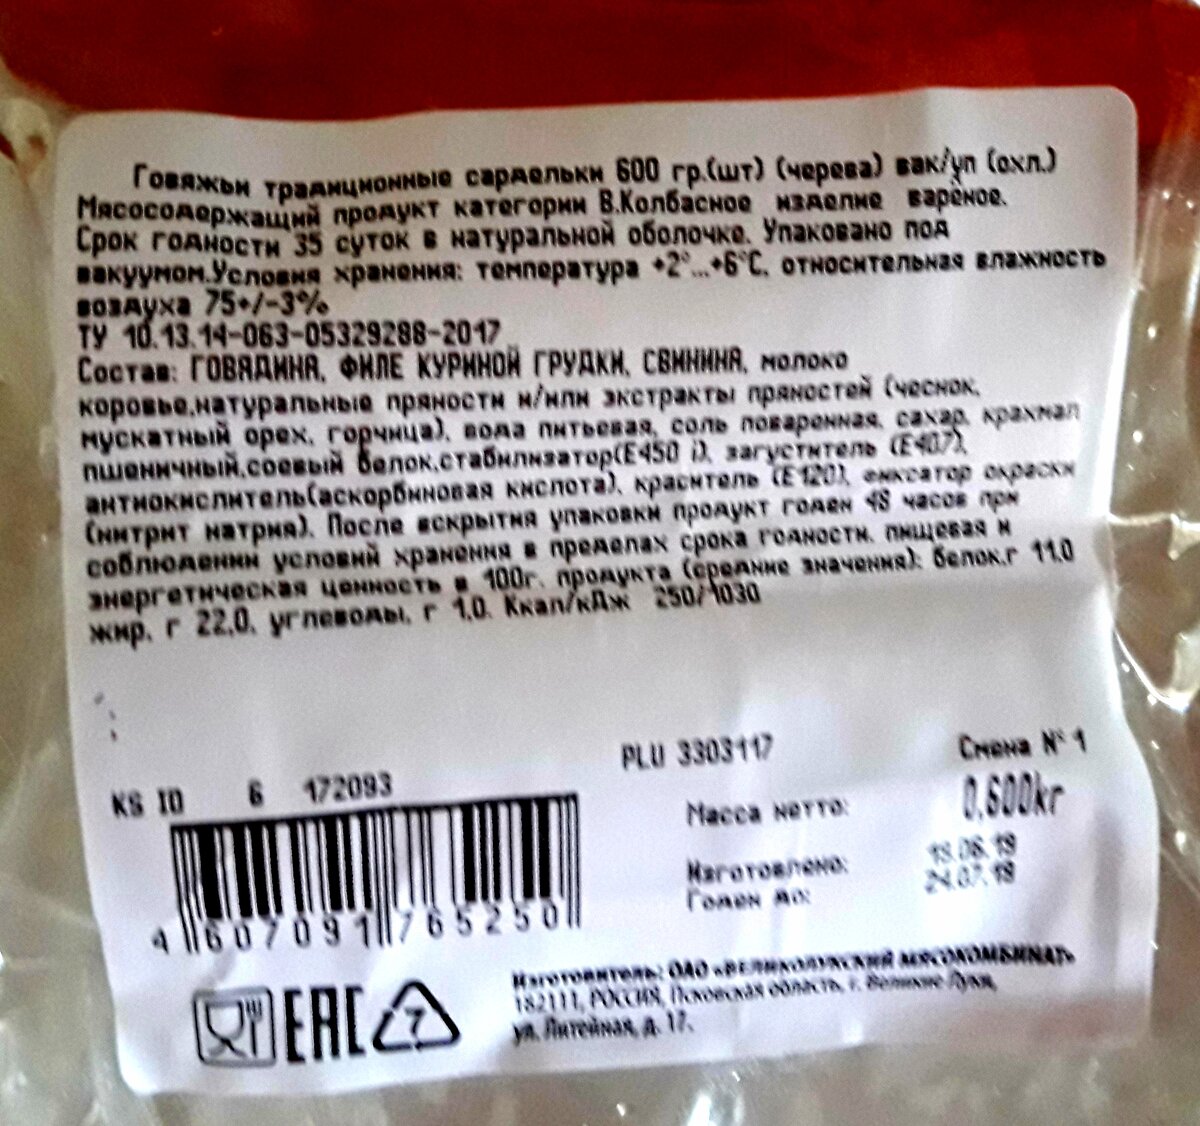 Говяжьи традиционные сардельки 600 гр.(шт) (черева) вак/уп (охл.)
Мясосодержащий продукт категории В.Колбасное изделие вареное.
Срок годности 35 суток в натуральной оболочке. Упаковано под
вакуумом.Условия хранения: температура +2°...+6°С, относительная влажность
воздуха 75+/-3%
ТУ 10.13.14-063-05329288-2017
Состав: ГОВЯДИНА, ФИЛЕ КУРИНОЙ ГРУДКИ, СВИНИНА, молоко
коровье,натуральные пряности и/или экстракты пряностей (чеснок,
мускатный орех, горчица), вода питьевая, соль поваренная, сахар, крахмал
пшеничный,соевый белок,стабилизатор(Е450 i), загуститель (Е407),
антиокислитель(аскорбиновая кислота), краситель (Е120), фиксатор окраски
(нитрит натрия). После вскрытия упаковки продукт годен 48 часов при
соблюдении условий хранения в пределах срока годности. пищевая и
энергетическая ценность в 100г. продукта (средние значения): белок,г 11,0
жир, г 22,0, углеводы, г 1,0. Ккал/кДж 250/1030
PLU 3303117
Смена № 1
KS ID 6 172093
Масса нетто: 0,600kr
Изготовлено:
Годен до: 24.07.19
4 607091 765250
EAC
7
Изготовитель: ОАО «ВЕЛИКОЛУКСКИЙ МЯСОКОМБИНАТ»
182111, РОССИЯ, Псковская область, г. Великие Луки,
ул. Литейная, д. 17.